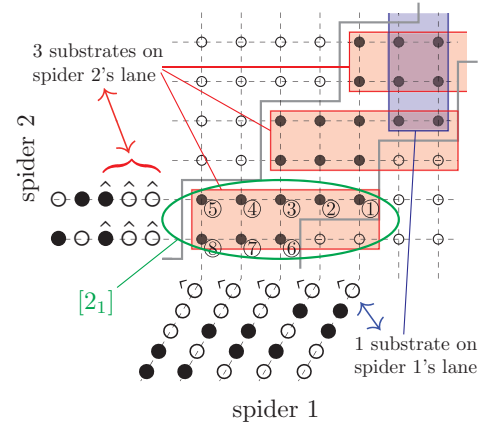 3 substrates on
spider 2's lane
spider 2
⑤ ④ ③ ② ①
⑧ ⑦ ⑥
[2₁]
1 substrate on
spider 1's lane
spider 1